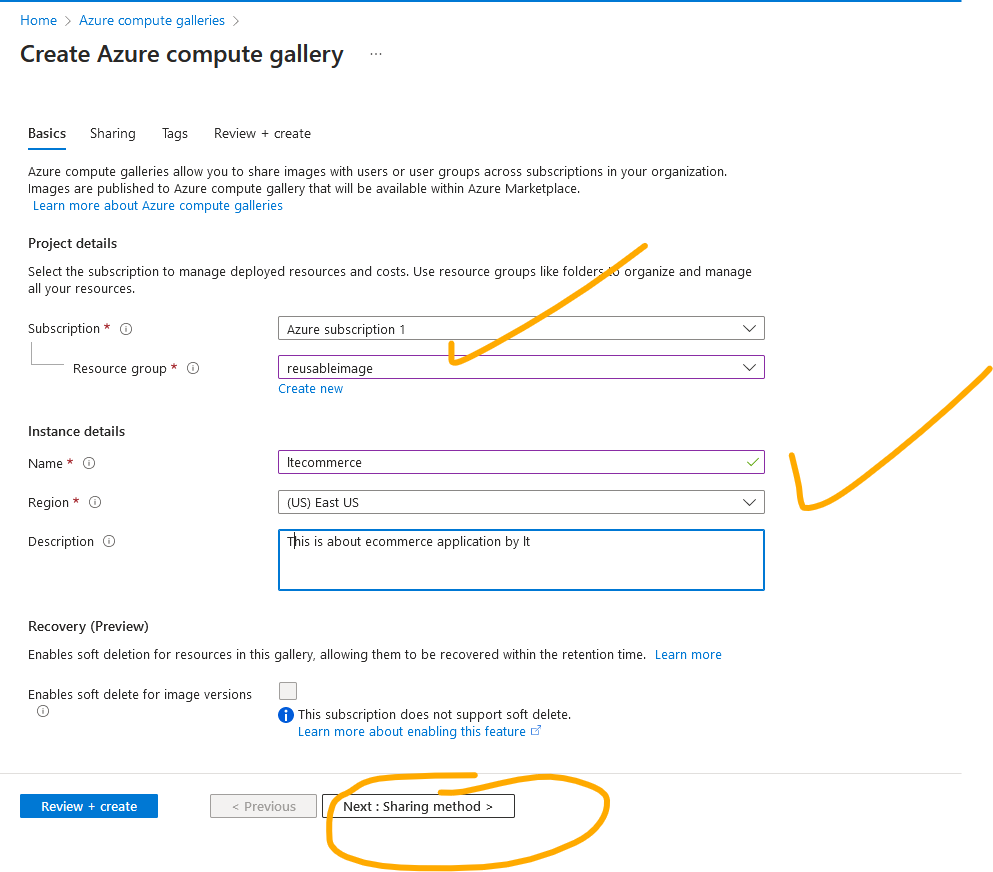 Home > Azure compute galleries >
Create Azure compute gallery ...
Basics Sharing Tags Review + create
Azure compute galleries allow you to share images with users or user groups across subscriptions in your organization.
Images are published to Azure compute gallery that will be available within Azure Marketplace.
Learn more about Azure compute galleries
Project details
Select the subscription to manage deployed resources and costs. Use resource groups like folders to organize and manage
all your resources.
Subscription * Azure subscription 1
Resource group * reusableimage
Create new
Instance details
Name * ltecommerce
Region * (US) East US
Description This is about ecommerce application by lt
Recovery (Preview)
Enables soft deletion for resources in this gallery, allowing them to be recovered within the retention time. Learn more
Enables soft delete for image versions
This subscription does not support soft delete.
Learn more about enabling this feature
Review + create < Previous Next : Sharing method >